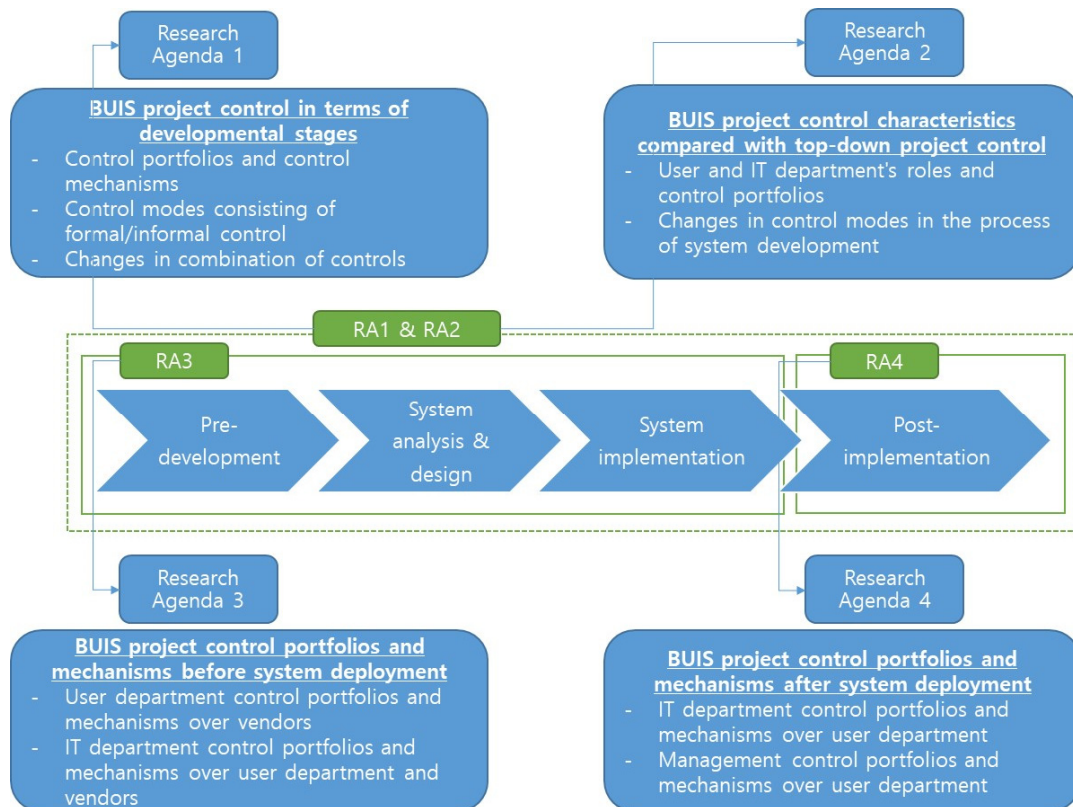 Research
Agenda 1
BUIS project control in terms of
developmental stages
- Control portfolios and control
mechanisms
- Control modes consisting of
formal/informal control
- Changes in combination of controls
Research
Agenda 2
BUIS project control characteristics
compared with top-down project control
- User and IT department's roles and
control portfolios
- Changes in control modes in the process
of system development
RA1 & RA2
RA3
RA4
Pre-
development
System
analysis &
design
System
implementation
Post-
implementation
Research
Agenda 3
BUIS project control portfolios and
mechanisms before system deployment
- User department control portfolios and
mechanisms over vendors
- IT department control portfolios and
mechanisms over user department and
vendors
Research
Agenda 4
BUIS project control portfolios and
mechanisms after system deployment
- IT department control portfolios and
mechanisms over user department
- Management control portfolios and
mechanisms over user department